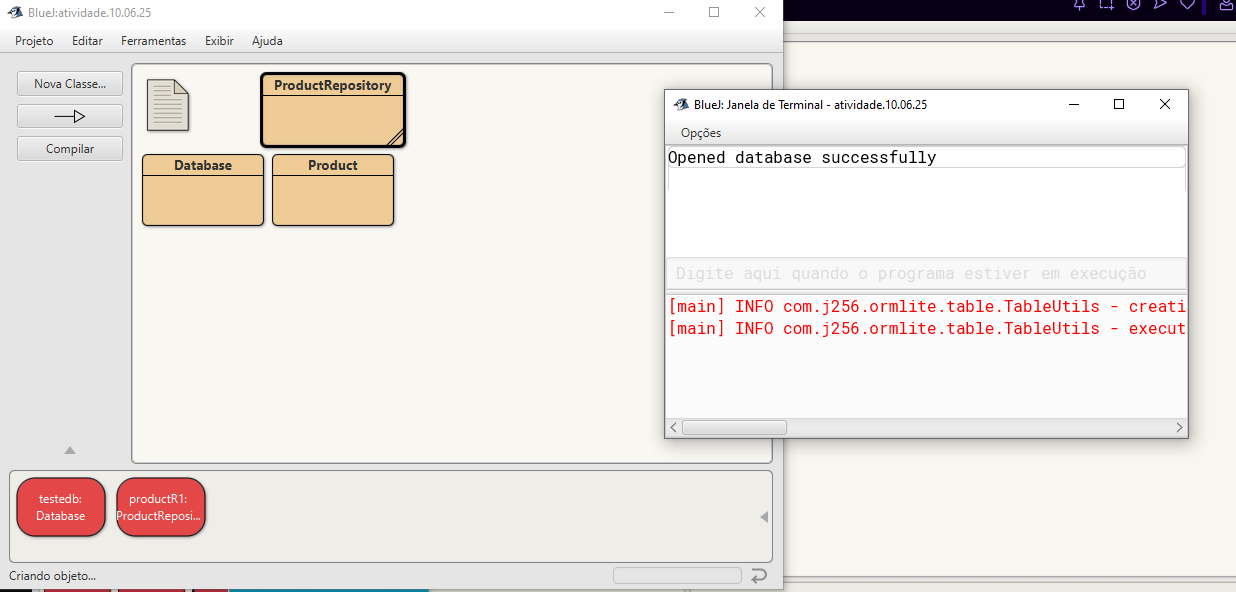 BlueJ:atividade.10.06.25
Projeto Editar Ferramentas Exibir Ajuda
Nova Classe...
Compilar
ProductRepository
Database
Product
testedb:
Database
productR1:
ProductReposi...
Criando objeto...
BlueJ: Janela de Terminal - atividade.10.06.25
Opções
Opened database successfully
Digite aqui quando o programa estiver em execução
[main] INFO com.j256.ormlite.table.TableUtils - creati
[main] INFO com.j256.ormlite.table.TableUtils - execut